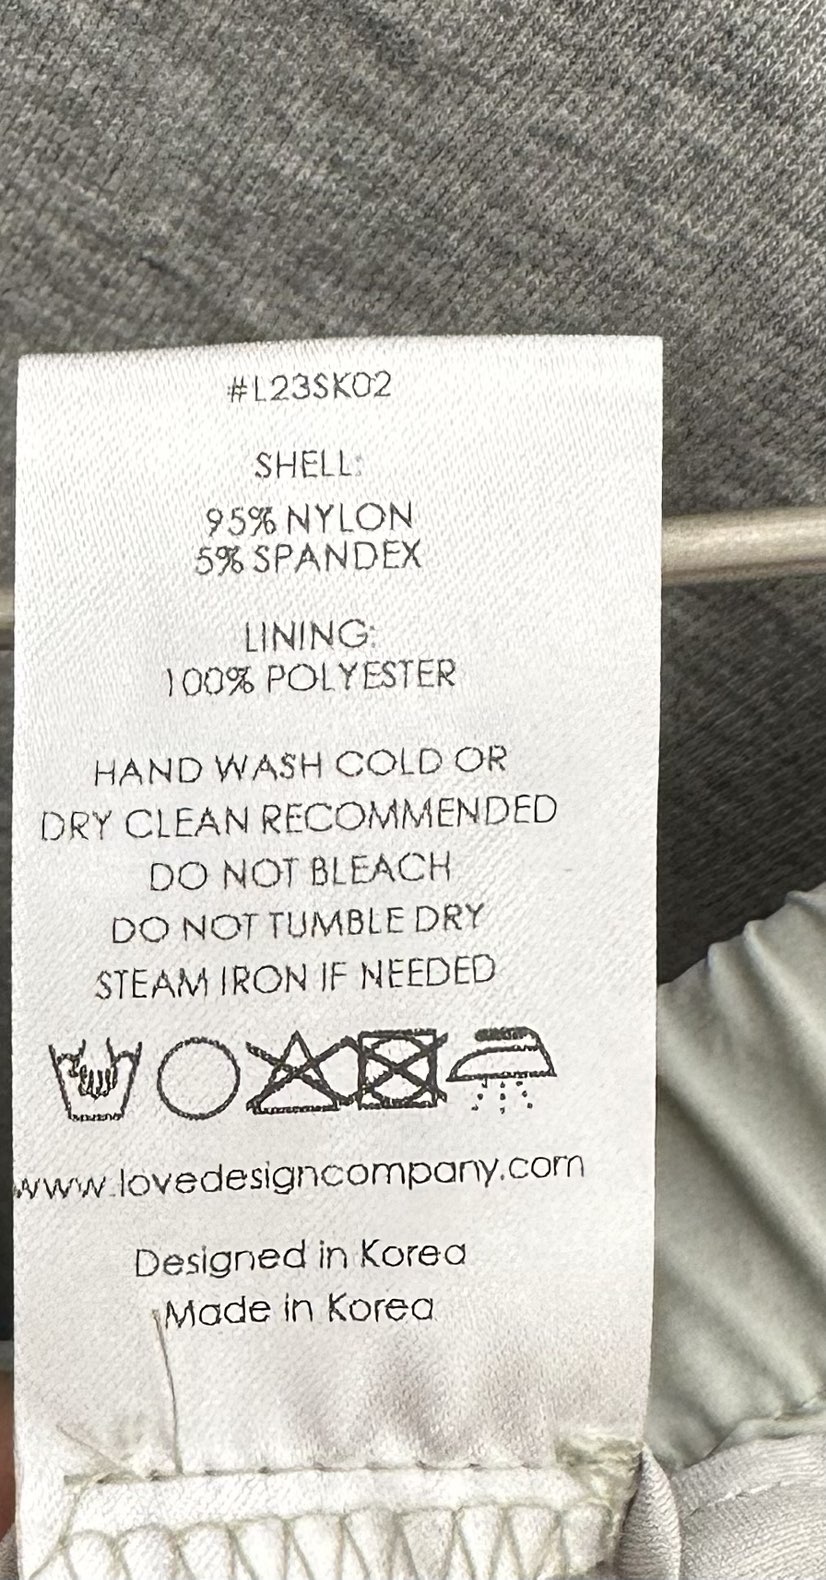 #L23SK02
SHELL:
95% NYLON
5% SPANDEX
LINING:
100% POLYESTER
HAND WASH COLD OR
DRY CLEAN RECOMMENDED
DO NOT BLEACH
DO NOT TUMBLE DRY
STEAM IRON IF NEEDED
www.lovedesigncompany.com
Designed in Korea
Made in Korea